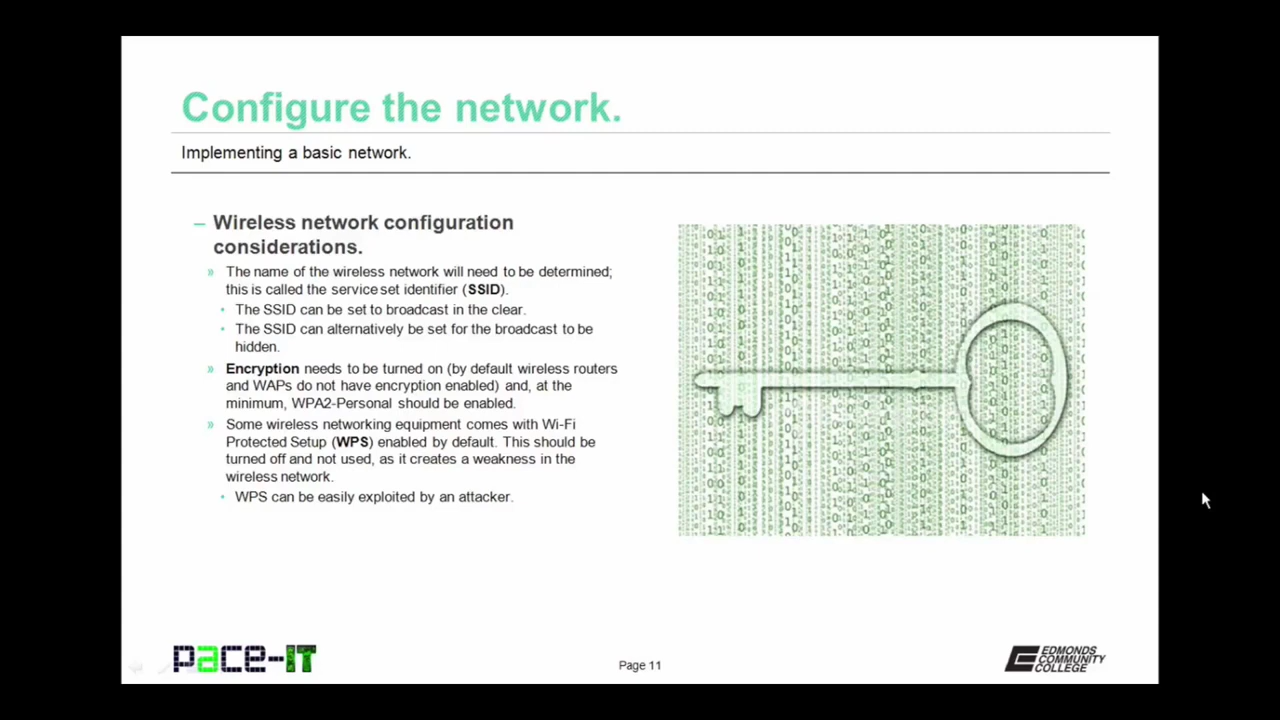 Configure the network.
Implementing a basic network.
– Wireless network configuration
considerations.
» The name of the wireless network will need to be determined;
this is called the service set identifier (SSID).
• The SSID can be set to broadcast in the clear.
• The SSID can alternatively be set for the broadcast to be
hidden.
» Encryption needs to be turned on (by default wireless routers
and WAPs do not have encryption enabled) and, at the
minimum, WPA2-Personal should be enabled.
» Some wireless networking equipment comes with Wi-Fi
Protected Setup (WPS) enabled by default. This should be
turned off and not used, as it creates a weakness in the
wireless network.
• WPS can be easily exploited by an attacker.
pace-IT
Page 11
EDMONDS
COMMUNITY
COLLEGE